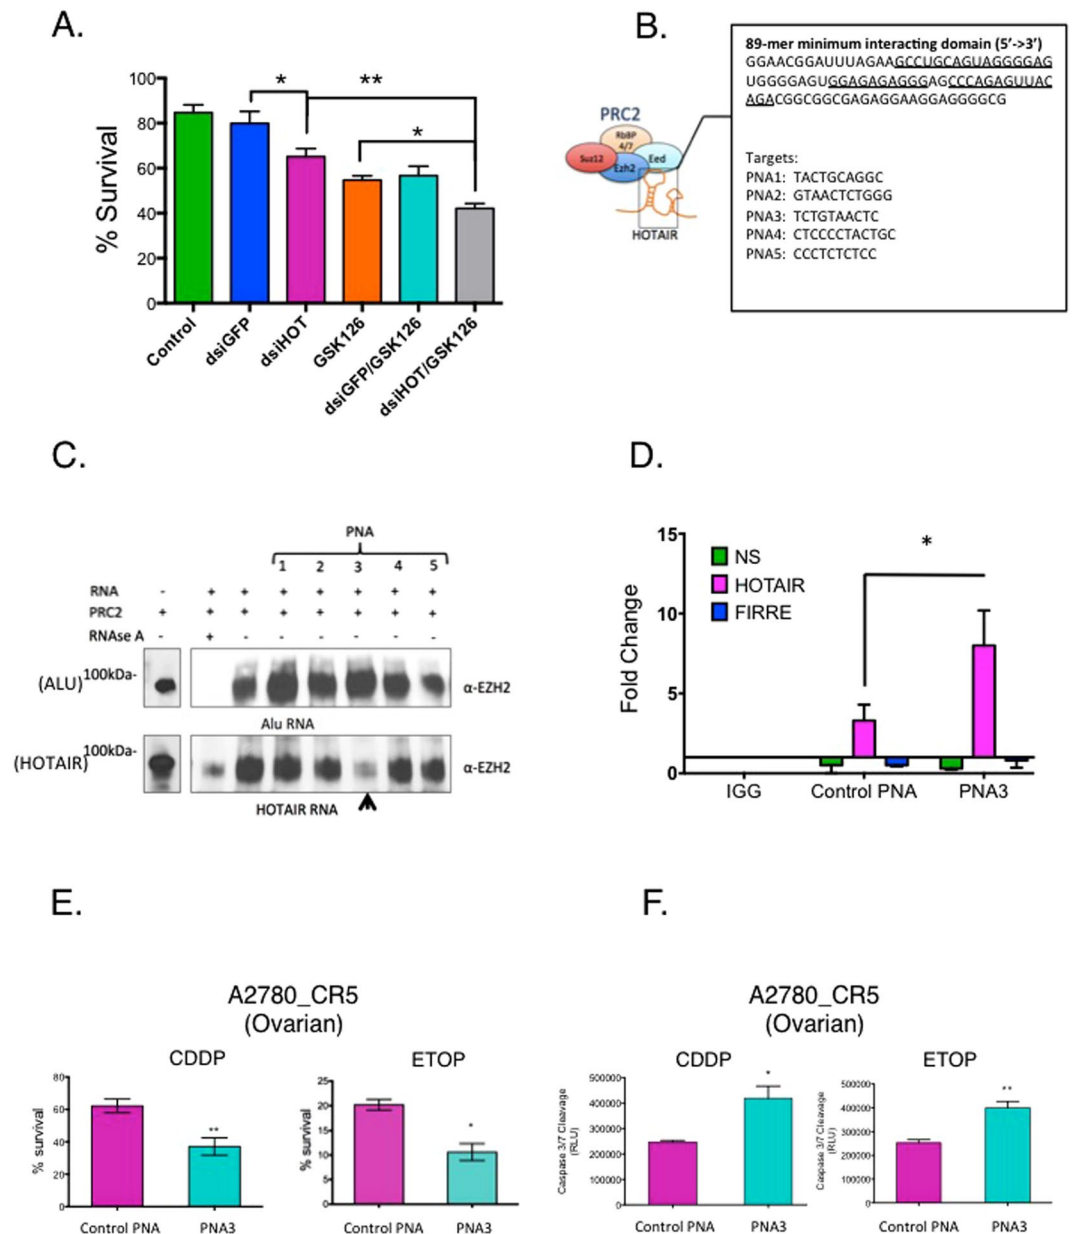 A.
% Survival
100
80
60
40
20
0
*
**
*
Control
dsiGFP
dsiHOT
GSK126
dsiGFP/GSK126
dsiHOT/GSK126
B.
PRC2
RbBP
4/7
Suz12
Ezh2
Eed
HOTAIR
89-mer minimum interacting domain (5’->3’)
GGAACGGAUUUAGAAGCCUGCAGUAGGGGAG
UGGGGAGUGGAGAGAGGGAGCCCAGAGUUAC
AGACGGCGGCGAGAGGAAGGAGGGGCG
Targets:
PNA1: TACTGCAGGC
PNA2: GTAACTCTGGG
PNA3: TCTGTAACTC
PNA4: CTCCCCTACTGC
PNA5: CCCTCTCTCC
C.
PNA
1 2 3 4 5
RNA - + + + + + + +
PRC2 + + + + + + + +
RNAse A - + - - - - - -
(ALU) 100kDa- α-EZH2
Alu RNA
(HOTAIR) 100kDa- α-EZH2
HOTAIR RNA
D.
Fold Change
15
10
5
0
NS
HOTAIR
FIRRE
*
IGG
Control PNA
PNA3
E.
A2780_CR5
(Ovarian)
CDDP
% survival
80
60
40
20
0
**
Control PNA
PNA3
ETOP
% survival
25
20
15
10
5
0
*
Control PNA
PNA3
F.
A2780_CR5
(Ovarian)
CDDP
Caspase 3/7 Cleavage
(RLU)
500000
400000
300000
200000
100000
0
*
Control PNA
PNA3
ETOP
Caspase 3/7 Cleavage
(RLU)
500000
400000
300000
200000
100000
0
**
Control PNA
PNA3